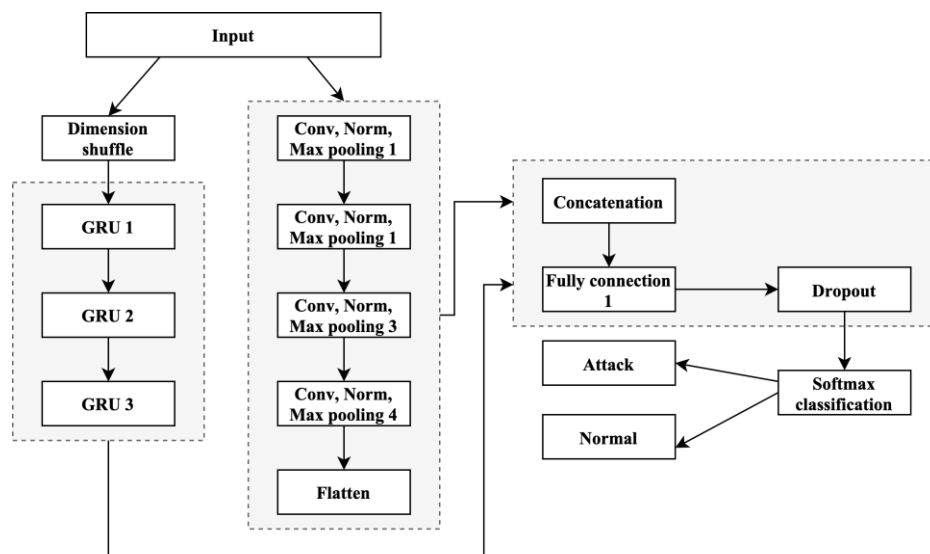 Input
Dimension
shuffle
GRU 1
GRU 2
GRU 3
Conv, Norm,
Max pooling 1
Conv, Norm,
Max pooling 1
Conv, Norm,
Max pooling 3
Conv, Norm,
Max pooling 4
Flatten
Concatenation
Fully connection
1
Dropout
Softmax
classification
Attack
Normal